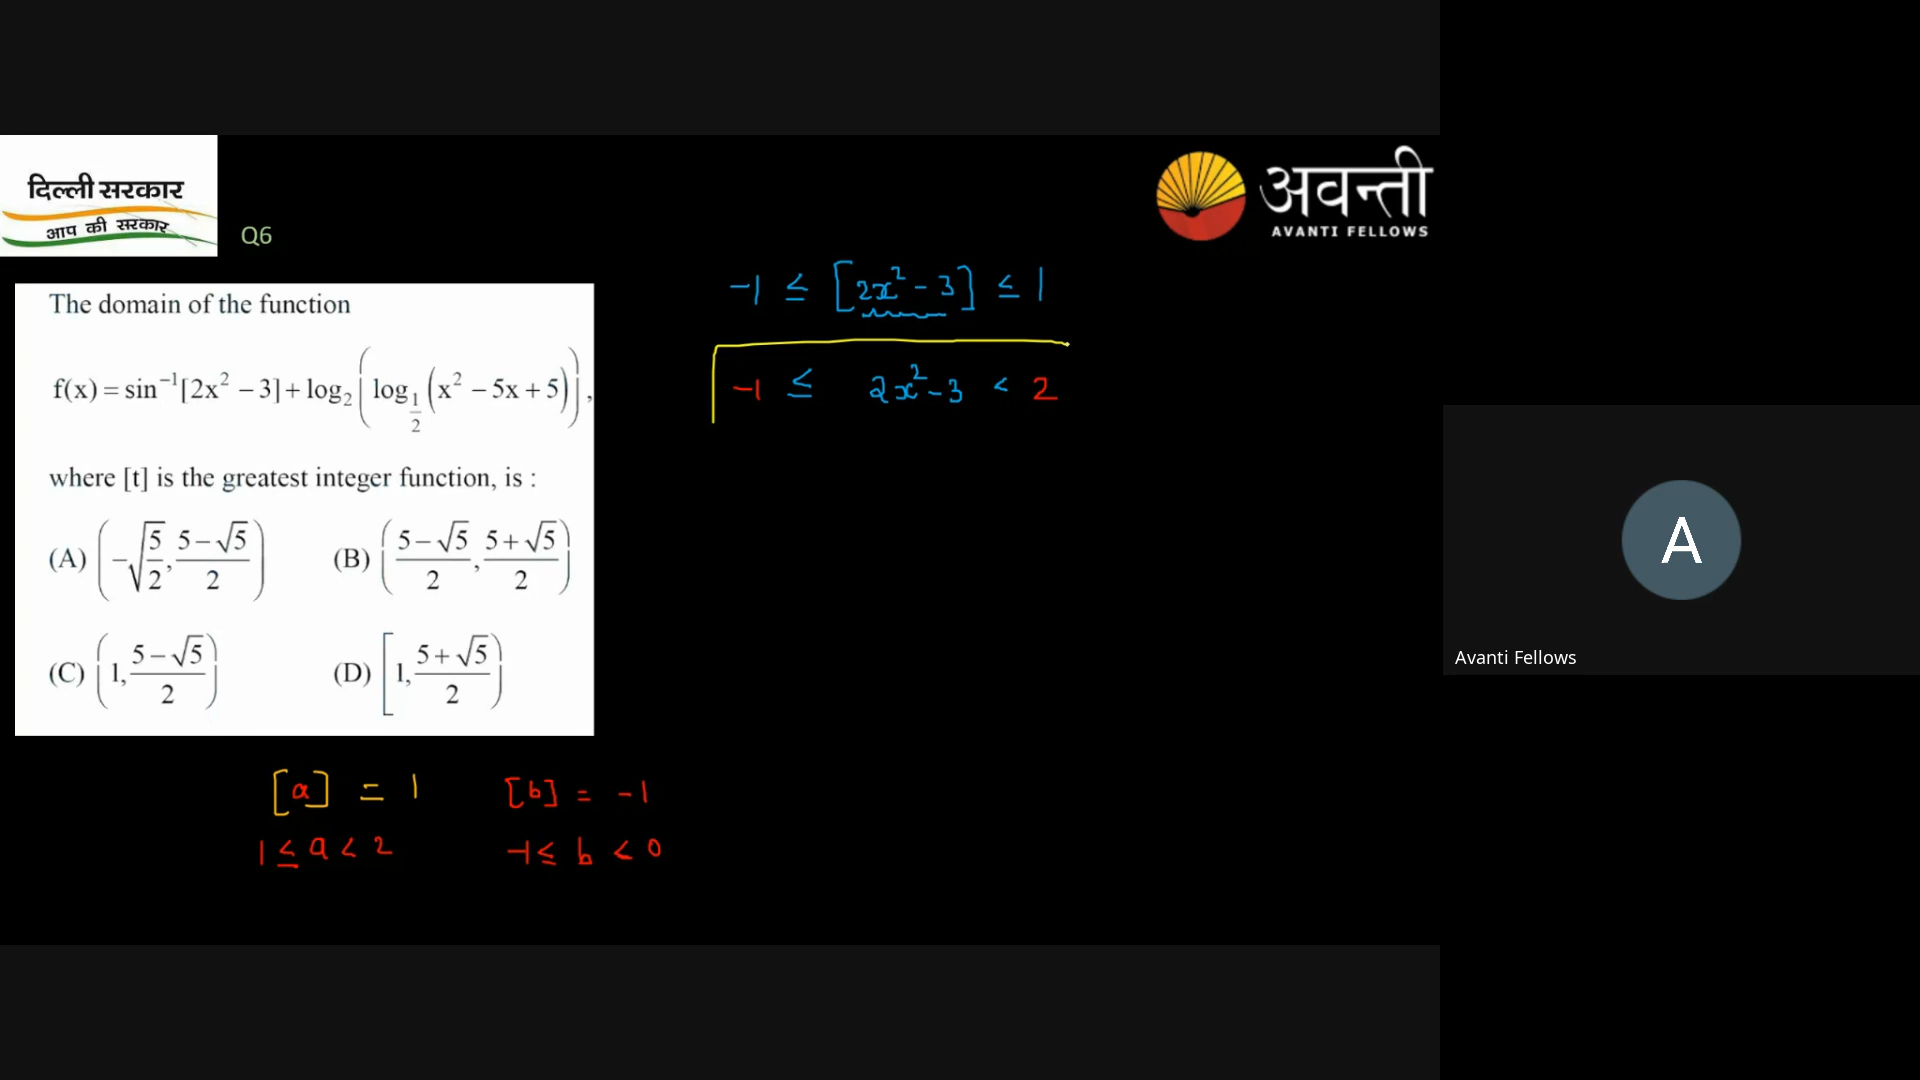 दिल्ली सरकार
आप की सरकार
Q6
अवन्ती
AVANTI FELLOWS
The domain of the function
f(x) = sin⁻¹[2x² − 3] + log₂(log_{1/2}(x² − 5x + 5)),
where [t] is the greatest integer function, is :
(A) (−√(5/2), (5−√5)/2) (B) ((5−√5)/2, (5+√5)/2)
(C) (1, (5−√5)/2) (D) [1, (5+√5)/2)
−1 ≤ [2x² − 3] ≤ 1
−1 ≤ 2x² − 3 < 2
[a] = 1 [b] = −1
1 ≤ a < 2 −1 ≤ b < 0
A
Avanti Fellows